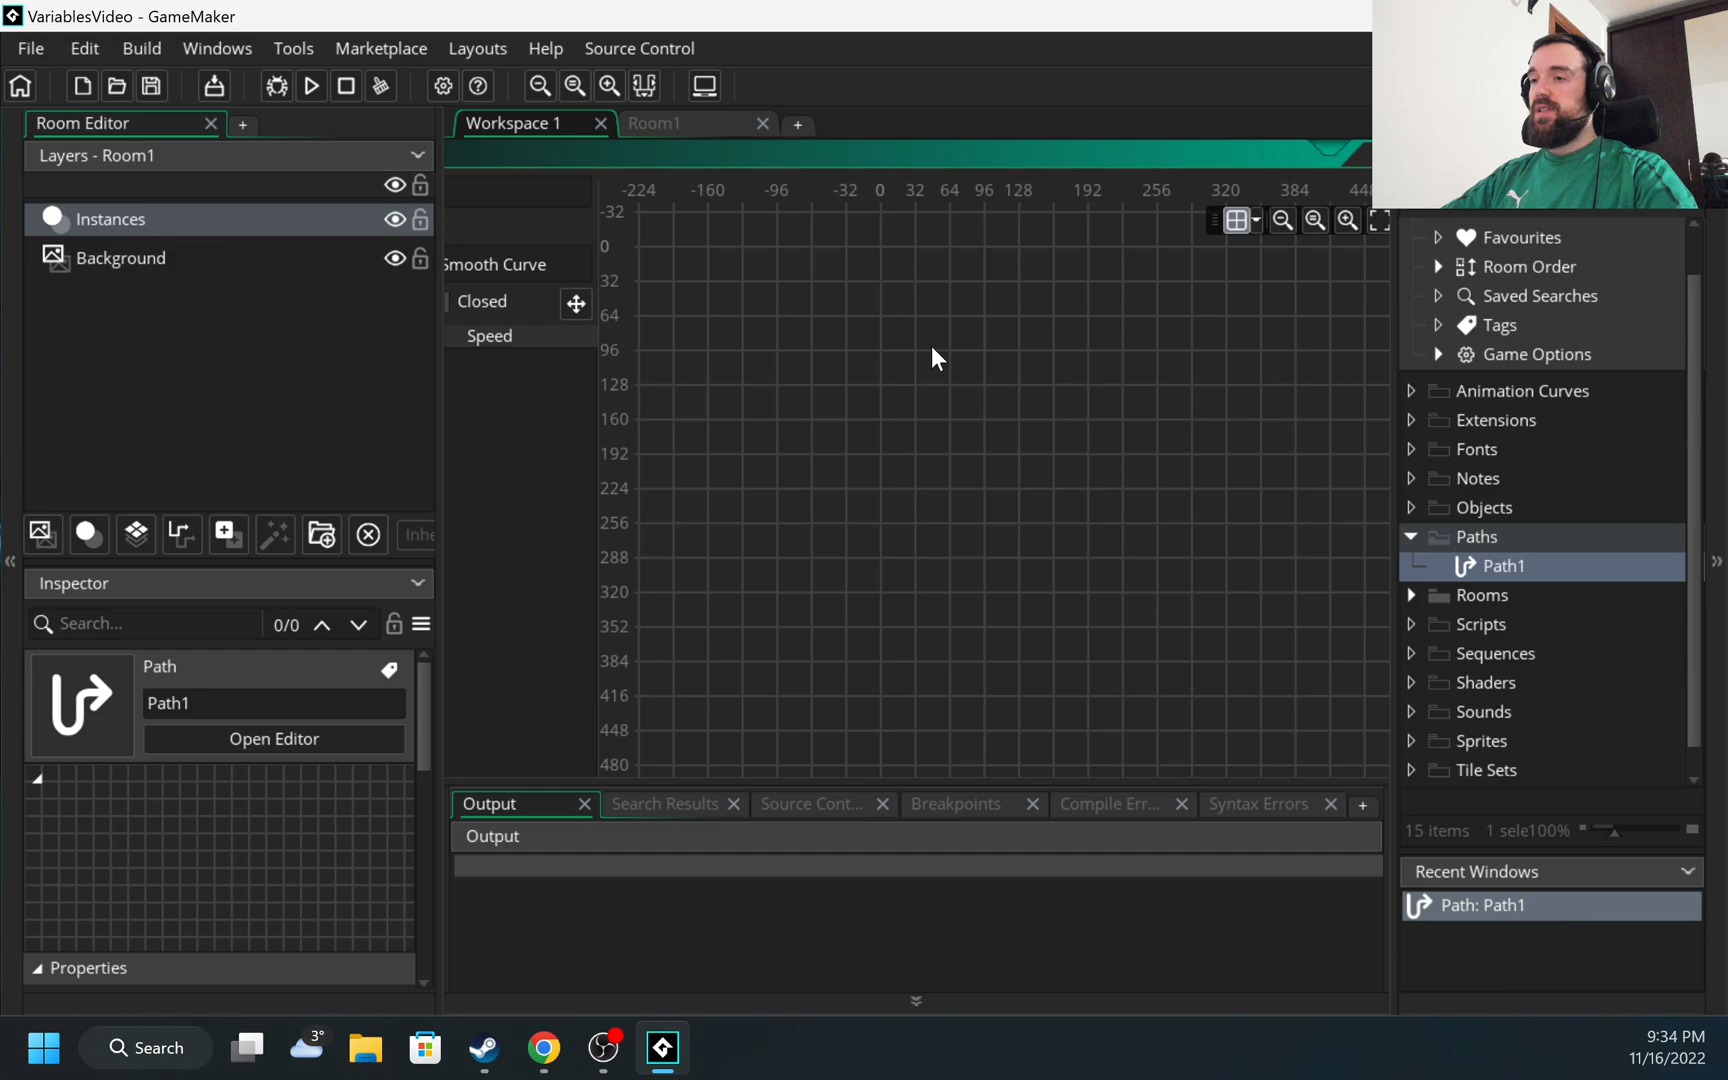 VariablesVideo - GameMaker
File Edit Build Windows Tools Marketplace Layouts Help Source Control
Room Editor
Layers - Room1
Instances
Background
Inhe
Inspector
Search... 0/0
Path
Path1
Open Editor
Properties
Workspace 1 Room1
-224 -160 -96 -32 0 32 64 96 128 192 256 320 384 448
Smooth Curve
Closed
Speed
-32
0
32
64
96
128
160
192
224
256
288
320
352
384
416
448
480
Output Search Results Source Cont... Breakpoints Compile Err... Syntax Errors
Output
Favourites
Room Order
Saved Searches
Tags
Game Options
Animation Curves
Extensions
Fonts
Notes
Objects
Paths
Path1
Rooms
Scripts
Sequences
Shaders
Sounds
Sprites
Tile Sets
15 items 1 sele100%
Recent Windows
Path: Path1
3°
Search
9:34 PM
11/16/2022